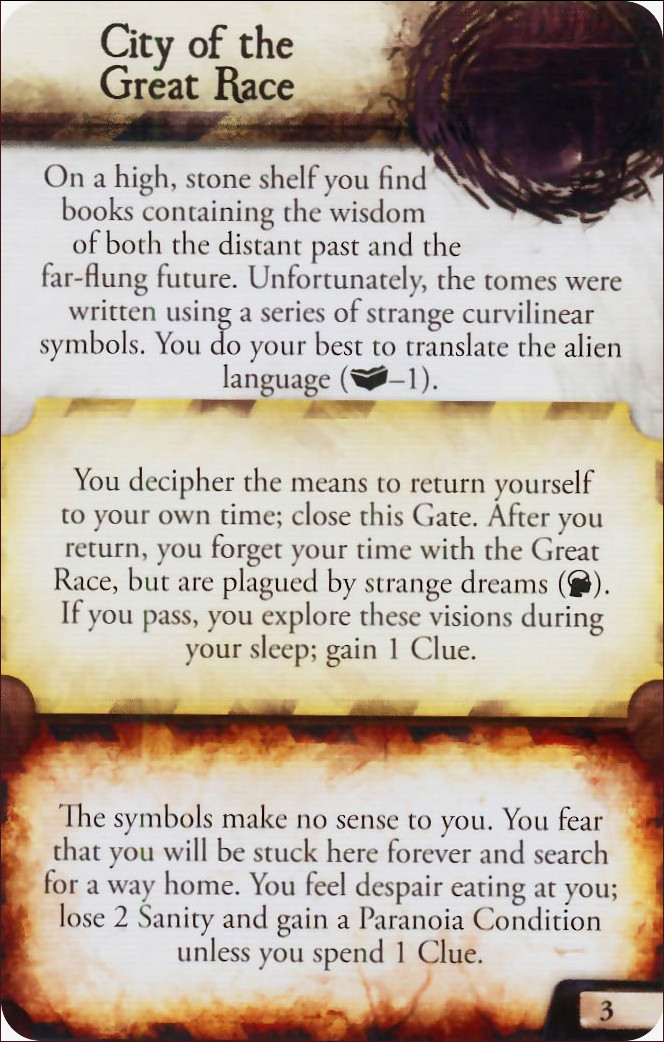 City of the
Great Race
On a high, stone shelf you find
books containing the wisdom
of both the distant past and the
far-flung future. Unfortunately, the tomes were
written using a series of strange curvilinear
symbols. You do your best to translate the alien
language (–1).
You decipher the means to return yourself
to your own time; close this Gate. After you
return, you forget your time with the Great
Race, but are plagued by strange dreams ().
If you pass, you explore these visions during
your sleep; gain 1 Clue.
The symbols make no sense to you. You fear
that you will be stuck here forever and search
for a way home. You feel despair eating at you;
lose 2 Sanity and gain a Paranoia Condition
unless you spend 1 Clue.
3